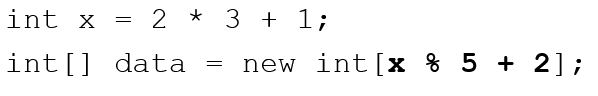 int x = 2 * 3 + 1;
int[] data = new int[x % 5 + 2];